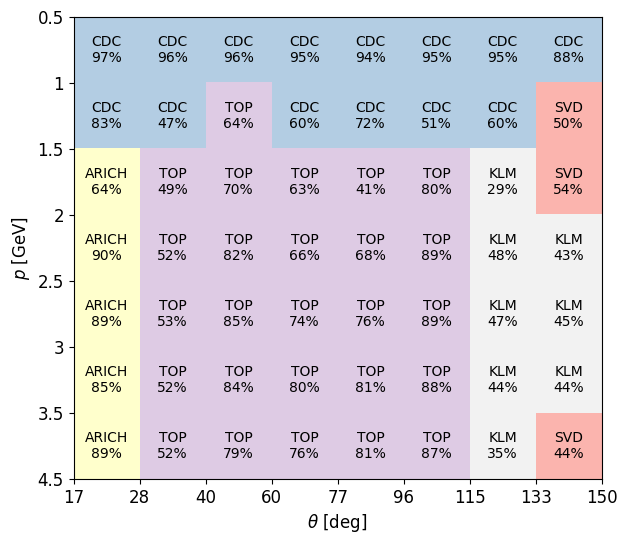 0.5
CDC CDC CDC CDC CDC CDC CDC CDC
97% 96% 96% 95% 94% 95% 95% 88%
1
CDC CDC TOP CDC CDC CDC CDC SVD
83% 47% 64% 60% 72% 51% 60% 50%
1.5
ARICH TOP TOP TOP TOP TOP KLM SVD
64% 49% 70% 63% 41% 80% 29% 54%
2
ARICH TOP TOP TOP TOP TOP KLM KLM
90% 52% 82% 66% 68% 89% 48% 43%
p [GeV]
2.5
ARICH TOP TOP TOP TOP TOP KLM KLM
89% 53% 85% 74% 76% 89% 47% 45%
3
ARICH TOP TOP TOP TOP TOP KLM KLM
85% 52% 84% 80% 81% 88% 44% 44%
3.5
ARICH TOP TOP TOP TOP TOP KLM SVD
89% 52% 79% 76% 81% 87% 35% 44%
4.5
17 28 40 60 77 96 115 133 150
θ [deg]